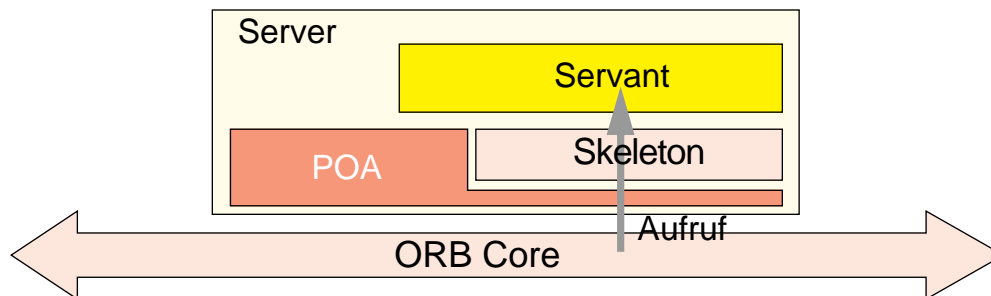 Server
Servant
Skeleton
POA
Aufruf
ORB Core